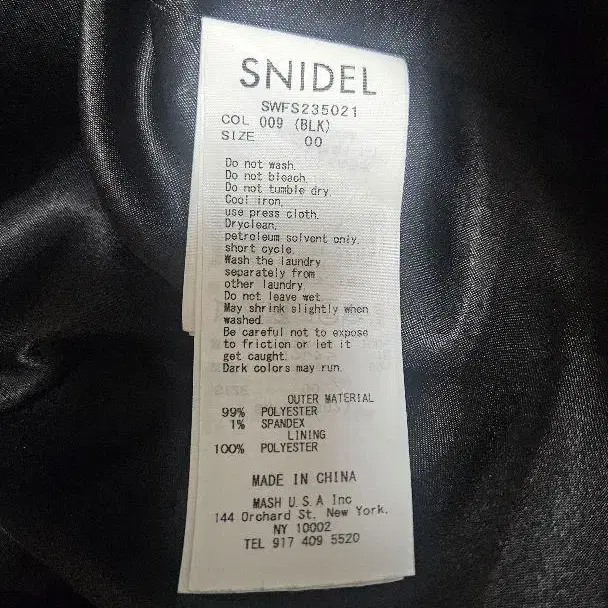 SNIDEL
SWFS235021
COL 009 (BLK)
SIZE 00
Do not wash.
Do not bleach.
Do not tumble dry.
Cool iron.
use press cloth.
Dryclean.
petroleum solvent only.
short cycle.
Wash the laundry
separately from
other laundry.
Do not leave wet.
May shrink slightly when
washed.
Be careful not to expose
to friction or let it
get caught.
Dark colors may run.
OUTER MATERIAL
99% POLYESTER
1% SPANDEX
LINING
100% POLYESTER
MADE IN CHINA
MASH U.S.A Inc
144 Orchard St. New York.
NY 10002
TEL 917 409 5520